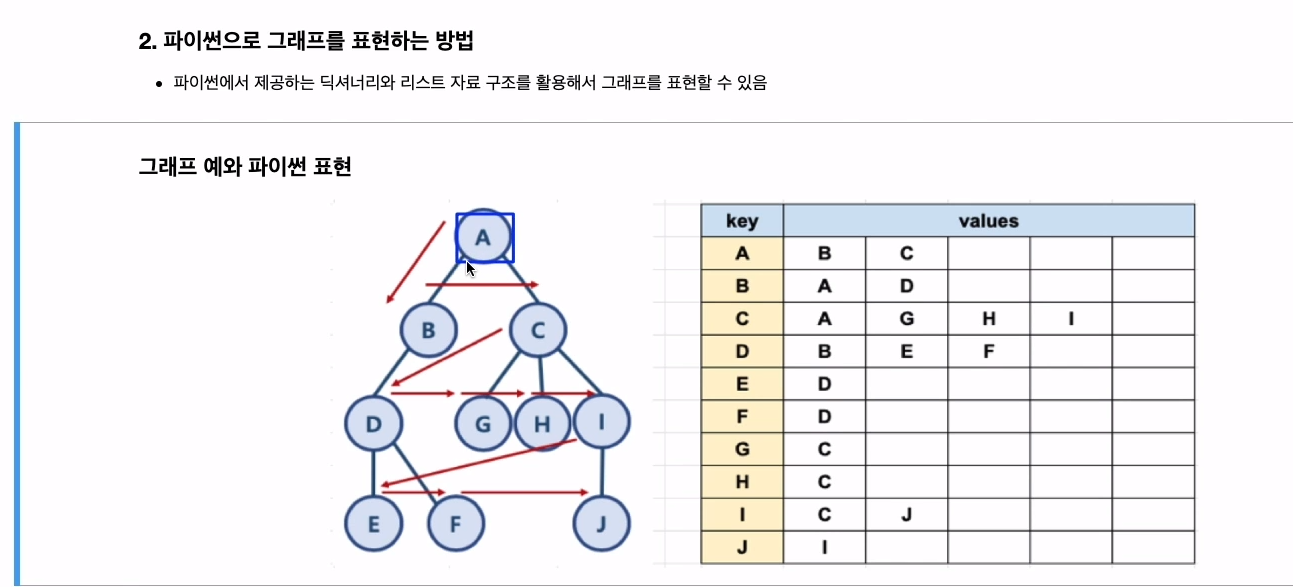 2. 파이썬으로 그래프를 표현하는 방법
• 파이썬에서 제공하는 딕셔너리와 리스트 자료 구조를 활용해서 그래프를 표현할 수 있음
그래프 예와 파이썬 표현
A
B C
D G H I
E F J
key values
A B C
B A D
C A G H I
D B E F
E D
F D
G C
H C
I C J
J I